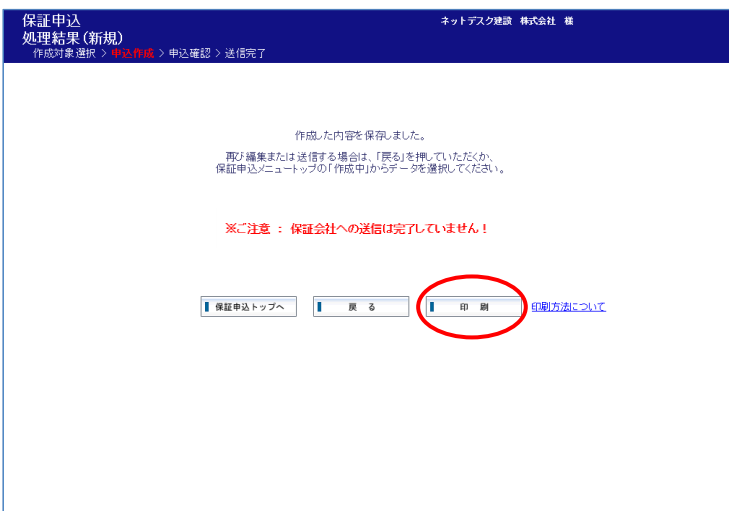 保証申込
ネットデスク建設 株式会社 様
処理結果(新規)
作成対象選択 > 申込作成 > 申込確認 > 送信完了
作成した内容を保存しました。
再び編集または送信する場合は、「戻る」を押していただくか、
保証申込メニュートップの「作成中」からデータを選択してください。
※ご注意 : 保証会社への送信は完了していません!
保証申込トップへ 戻 る 印 刷 印刷方法について